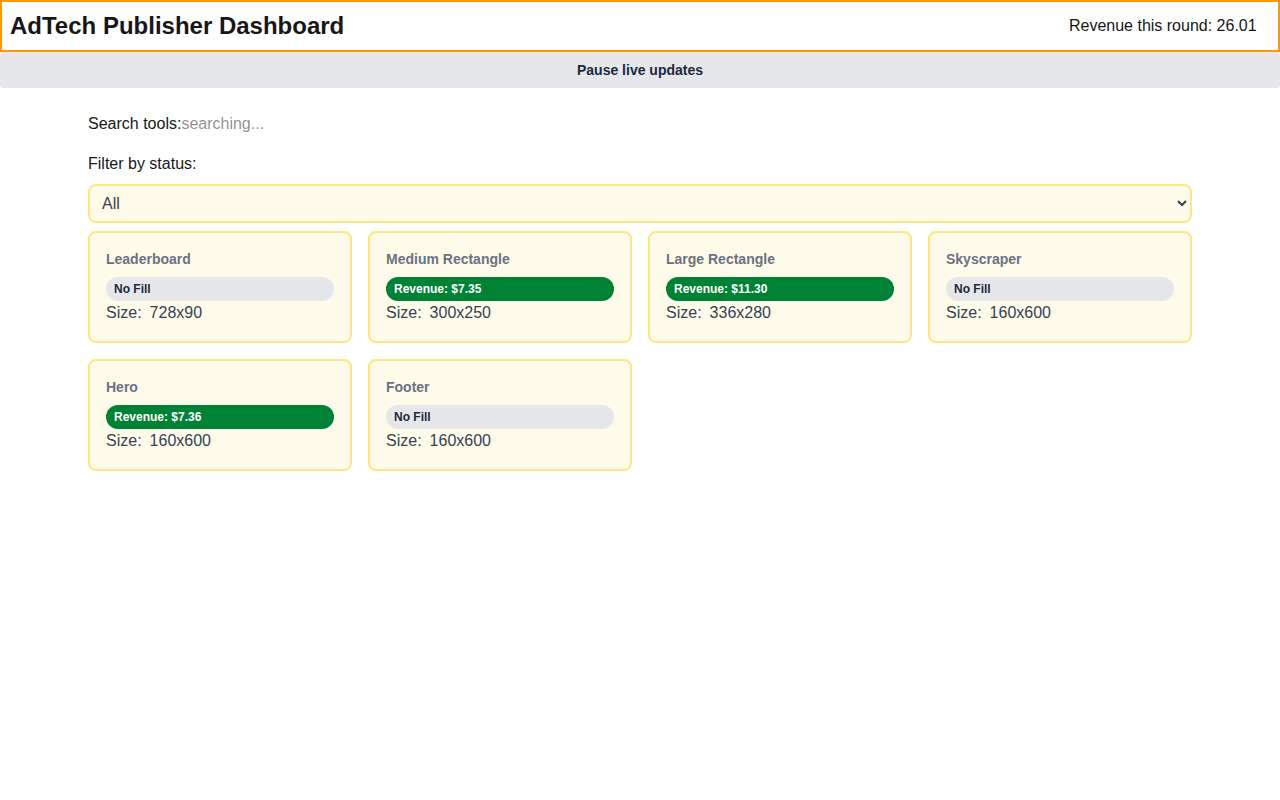 AdTech Publisher Dashboard
Revenue this round: 26.01
Pause live updates
Search tools:searching...
Filter by status:
All
Leaderboard
No Fill
Size: 728x90
Medium Rectangle
Revenue: $7.35
Size: 300x250
Large Rectangle
Revenue: $11.30
Size: 336x280
Skyscraper
No Fill
Size: 160x600
Hero
Revenue: $7.36
Size: 160x600
Footer
No Fill
Size: 160x600